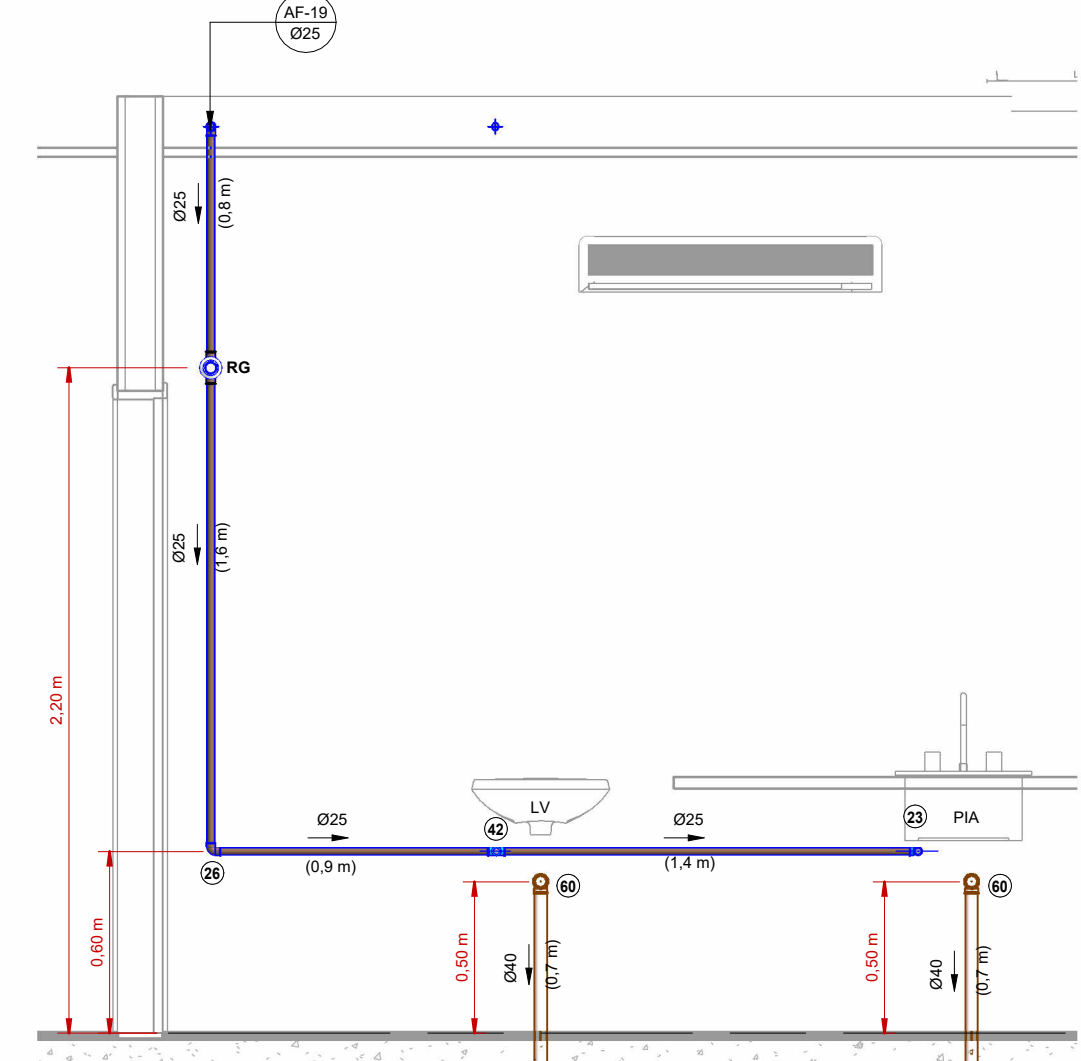 AF-19
Ø25
Ø25
(0,8 m)
RG
Ø25
(1,6 m)
2,20 m
LV
PIA
Ø25
42
Ø25
23
(0,9 m)
(1,4 m)
26
60
60
0,60 m
0,50 m
Ø40
(0,7 m)
0,50 m
Ø40
(0,7 m)